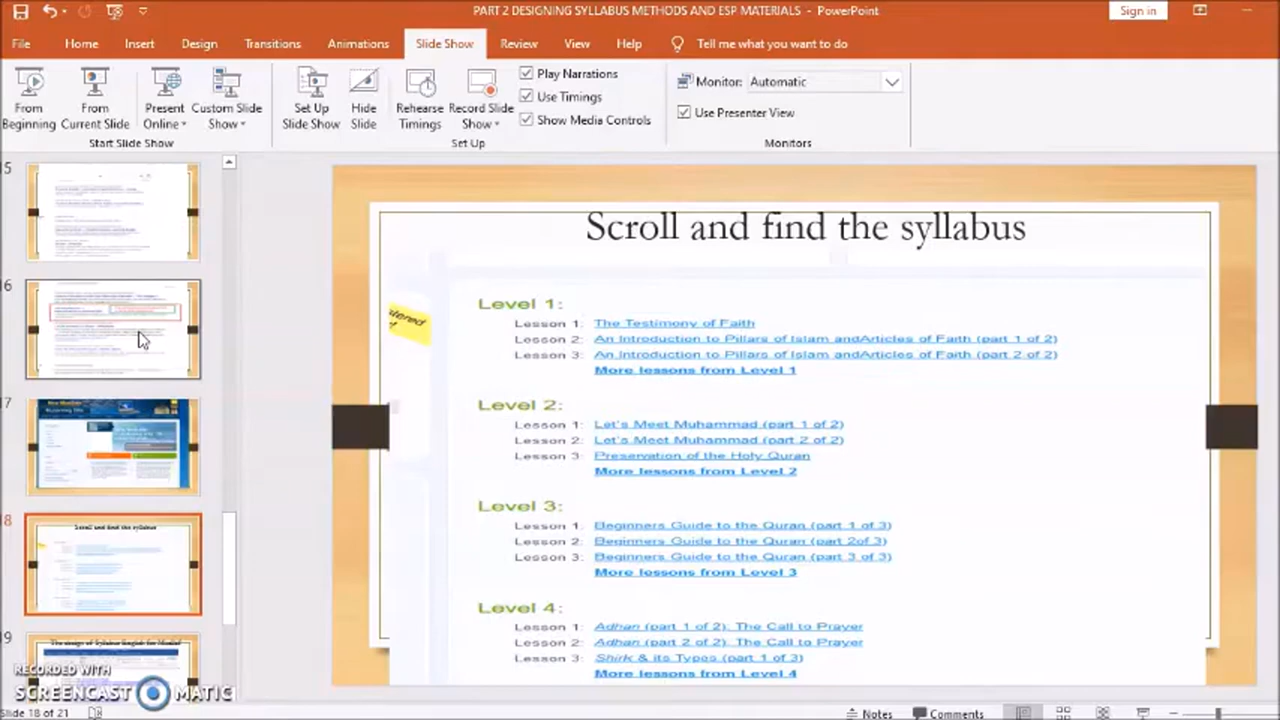 PART 2 DESIGNING SYLLABUS METHODS AND ESP MATERIALS - PowerPoint
Sign in
File Home Insert Design Transitions Animations Slide Show Review View Help Tell me what you want to do
From Beginning
From Current Slide
Present Online
Custom Slide Show
Set Up Slide Show
Hide Slide
Rehearse Timings
Record Slide Show
Play Narrations
Use Timings
Show Media Controls
Monitor: Automatic
Use Presenter View
Start Slide Show
Set Up
Monitors
5
6
7
8
Scroll and find the syllabus
9
The design of Syllabus English for
Scroll and find the syllabus
Level 1:
Lesson 1: The Testimony of Faith
Lesson 2: An Introduction to Pillars of Islam andArticles of Faith (part 1 of 2)
Lesson 3: An Introduction to Pillars of Islam andArticles of Faith (part 2 of 2)
More lessons from Level 1
Level 2:
Lesson 1: Let's Meet Muhammad (part 1 of 2)
Lesson 2: Let's Meet Muhammad (part 2 of 2)
Lesson 3: Preservation of the Holy Quran
More lessons from Level 2
Level 3:
Lesson 1: Beginners Guide to the Quran (part 1 of 3)
Lesson 2: Beginners Guide to the Quran (part 2of 3)
Lesson 3: Beginners Guide to the Quran (part 3 of 3)
More lessons from Level 3
Level 4:
Lesson 1: Adhan (part 1 of 2): The Call to Prayer
Lesson 2: Adhan (part 2 of 2): The Call to Prayer
Lesson 3: Shirk & its Types (part 1 of 3)
More lessons from Level 4
RECORDED WITH
SCREENCAST MATIC
Slide 18 of 21
Notes
Comments